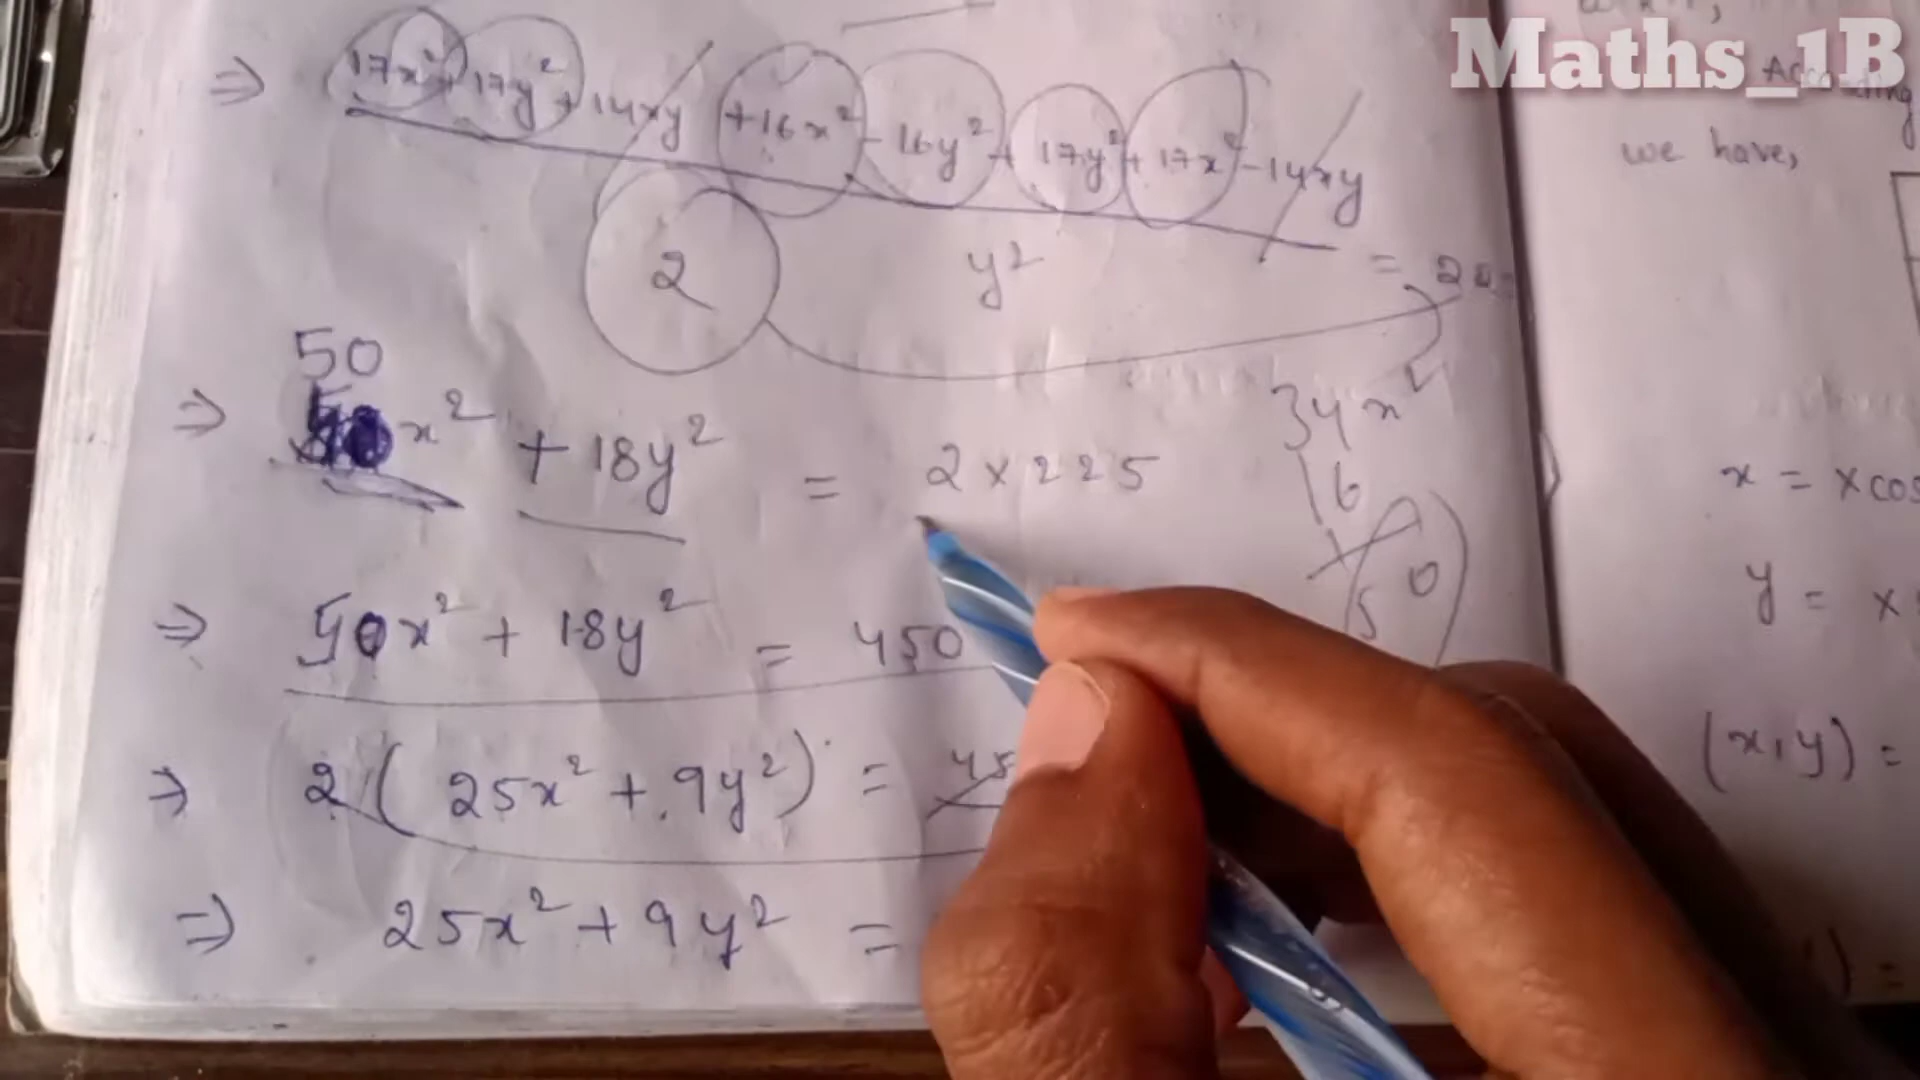 Maths_1B
⇒ 17x² + 17y² + 14xy + 16x² - 16y² + 17y² + 17x² - 14xy
2 y² = 22
50
⇒ 50x² + 18y² = 2 x 225
34x²
16
50
⇒ 50x² + 18y² = 450
⇒ 2(25x² + 9y²) = 45
⇒ 25x² + 9y² =
we have,
x = x cos
y = x
(x, y) =
) =